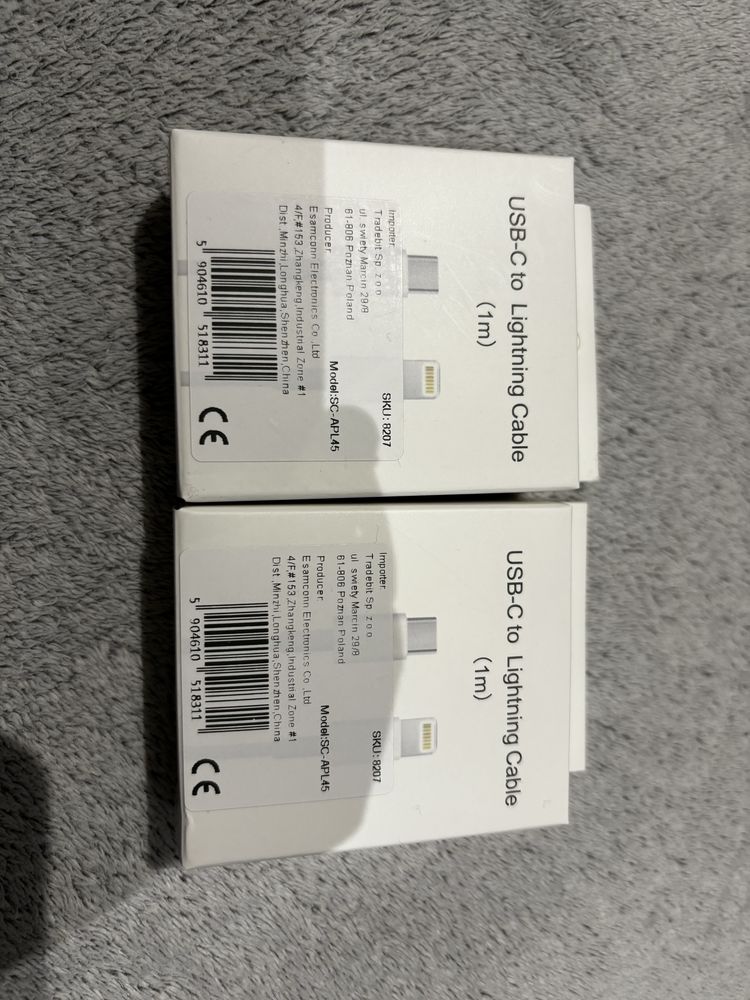 USB-C to Lightning Cable
(1m)
SKU: 8207
Importer:
Tradebit Sp. z o o
ul. swiety Marcin 29/8
61-806 Poznan Poland
Model:SC-APL45
Producer:
Esamconn Electronics Co .,Ltd
4/F,#153,Zhangkeng,Industrial Zone #1
Dist.,Minzhi,Longhua,Shenzhen,China
5 904610 518311
CE
USB-C to Lightning Cable
(1m)
SKU: 8207
Importer:
Tradebit Sp. z o o
ul. swiety Marcin 29/8
61-806 Poznan Poland
Model:SC-APL45
Producer:
Esamconn Electronics Co .,Ltd
4/F,#153,Zhangkeng,Industrial Zone #1
Dist.,Minzhi,Longhua,Shenzhen,China
5 904610 518311
CE